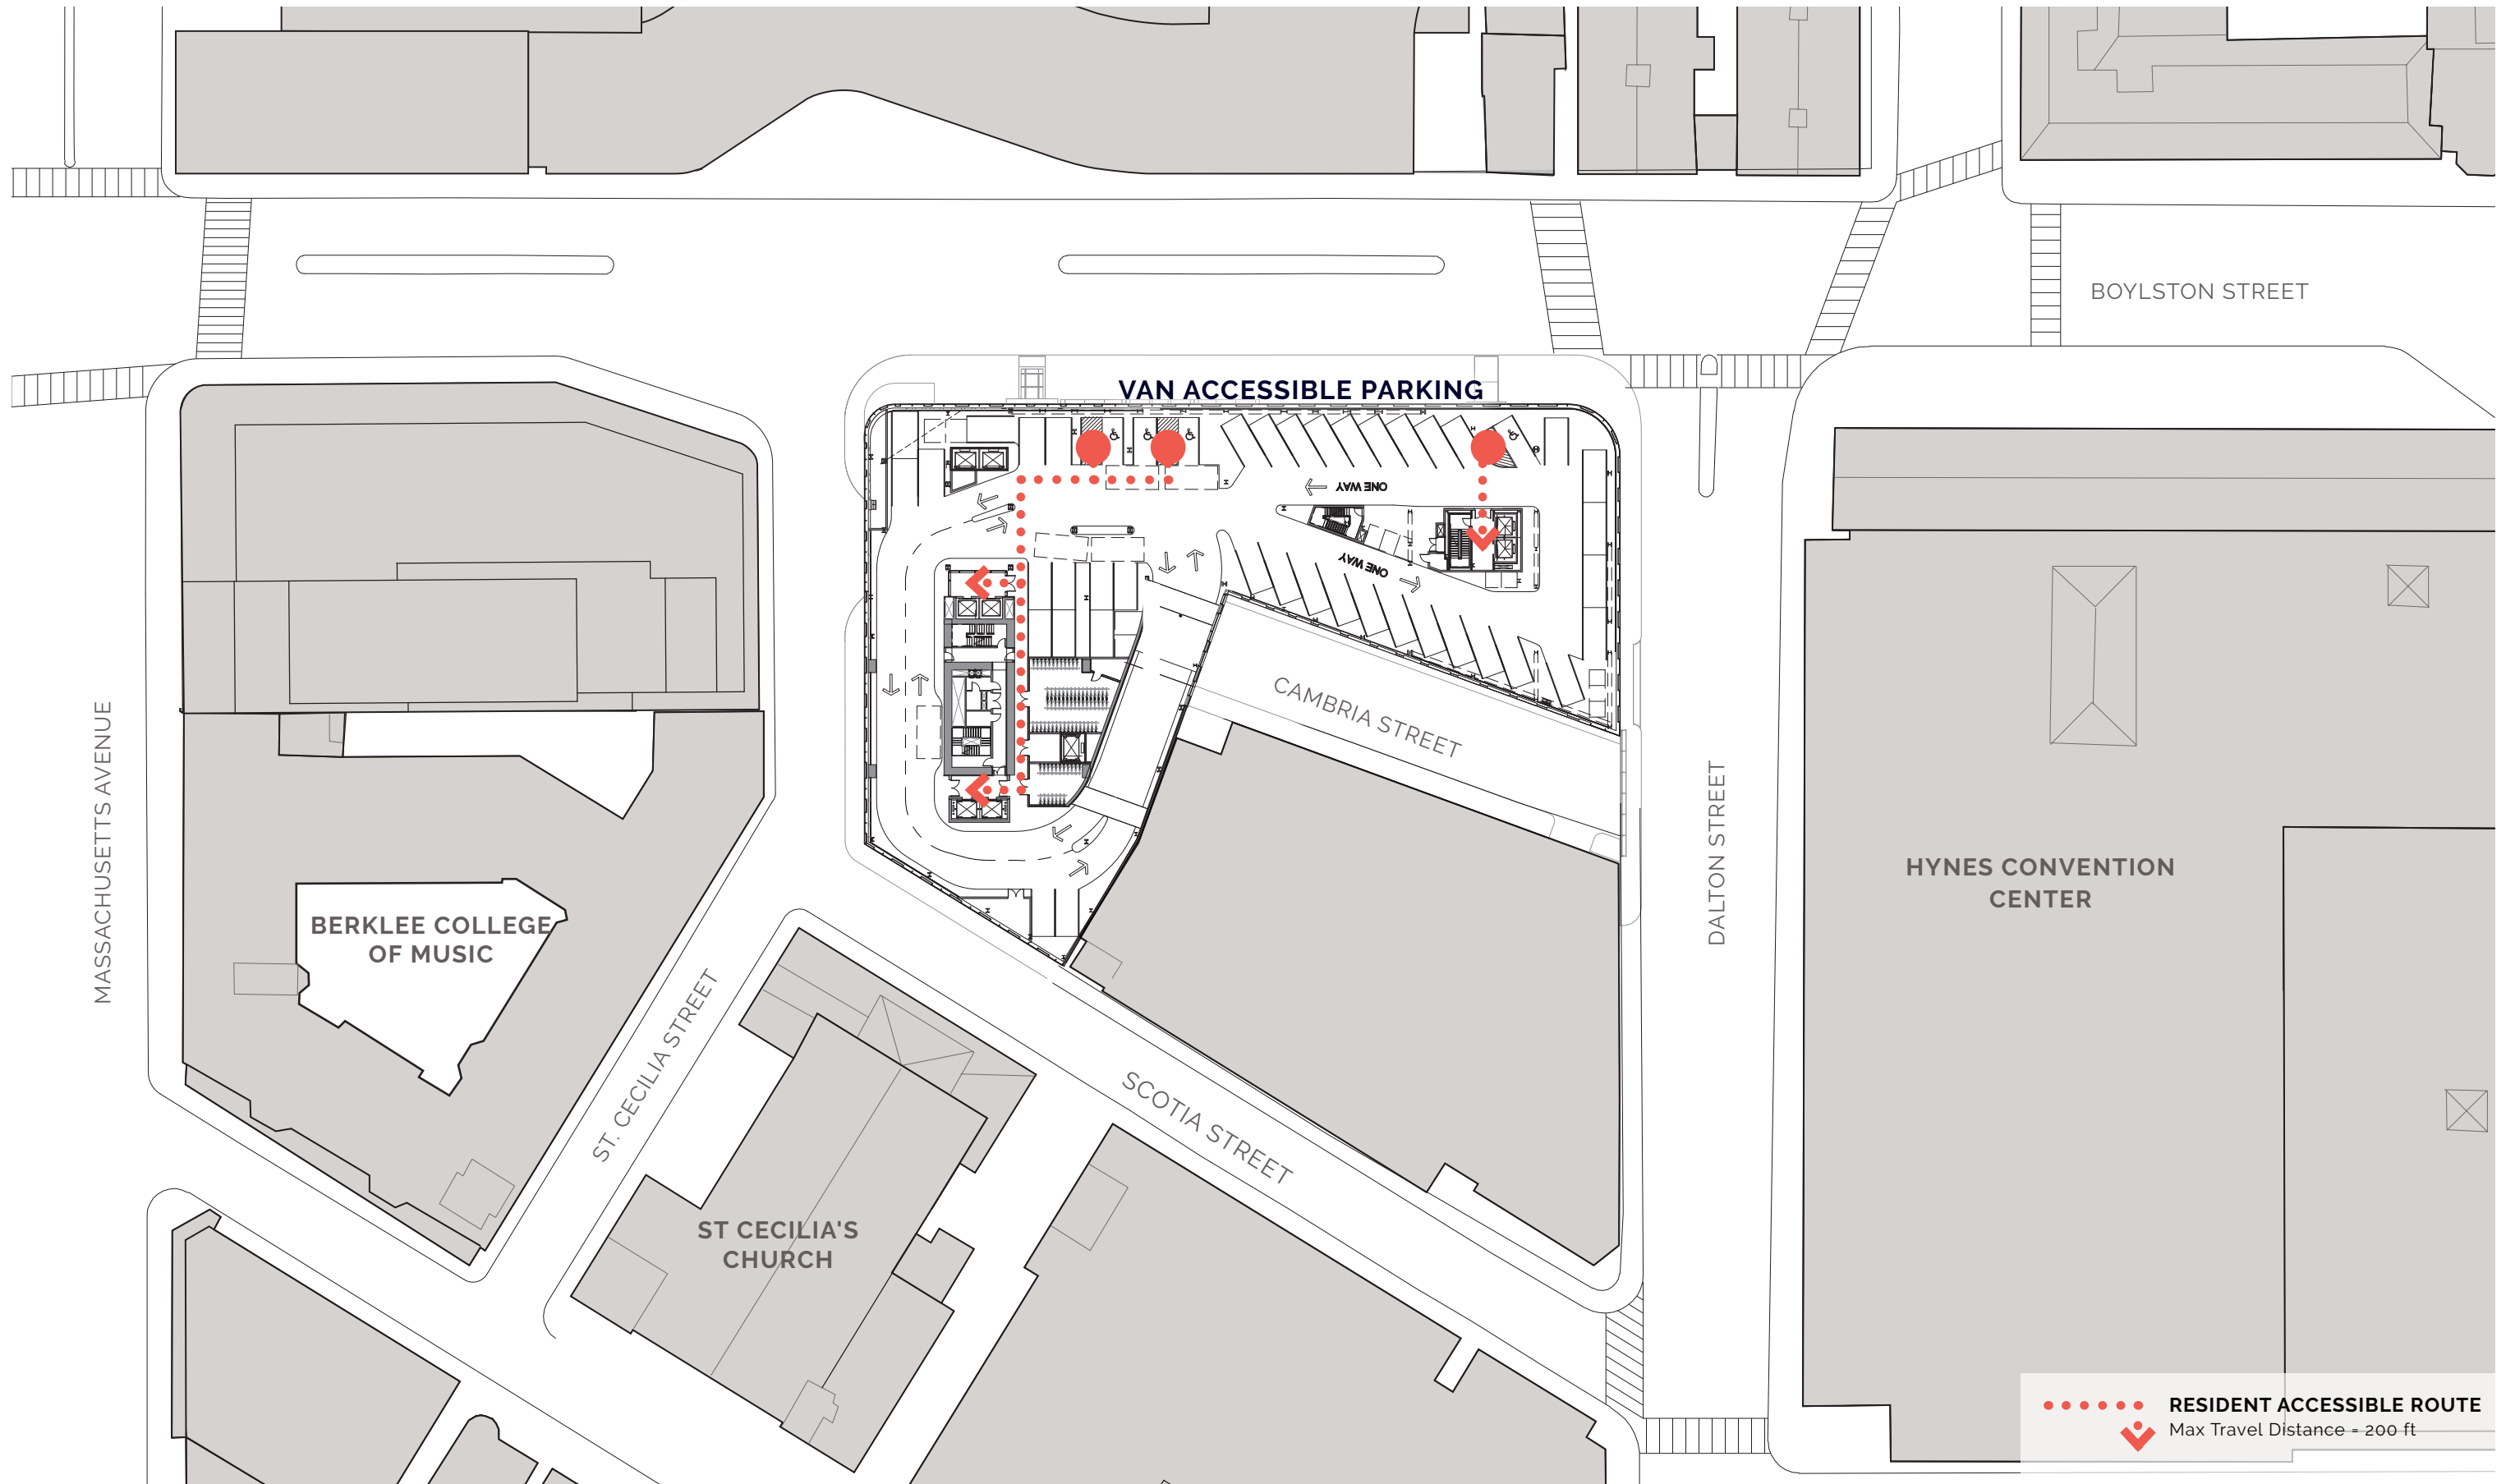 BOYLSTON STREET
VAN ACCESSIBLE PARKING
ONE WAY
ONE WAY
CAMBRIA STREET
MASSACHUSETTS AVENUE
DALTON STREET
HYNES CONVENTION
CENTER
BERKLEE COLLEGE
OF MUSIC
ST. CECILIA STREET
SCOTIA STREET
ST CECILIA'S
CHURCH
RESIDENT ACCESSIBLE ROUTE
Max Travel Distance = 200 ft